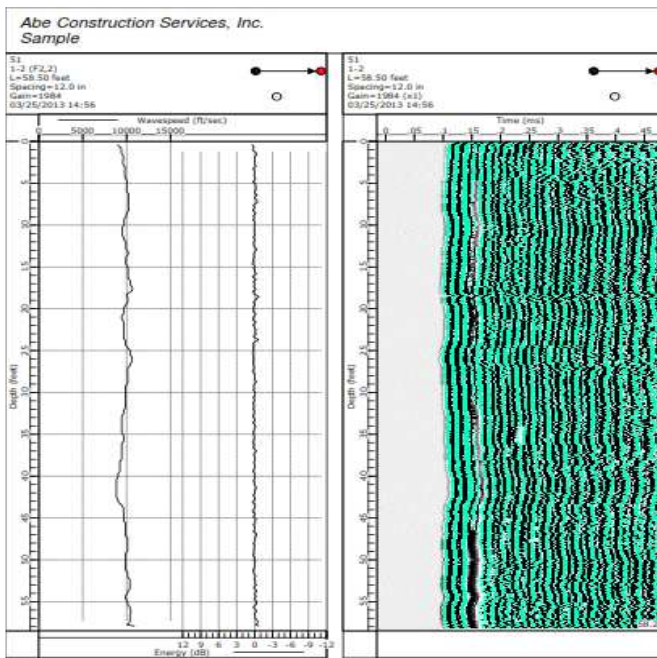 Abe Construction Services, Inc.
Sample
S1
1-2 (F2,2)
L=58.50 feet
Spacing=12.0 in
Gain=1984
03/25/2013 14:56
Wavespeed (ft/sec)
0 5000 10000 15000
Depth (feet)
0
5
10
15
20
25
30
35
40
45
50
55
12 9 6 3 0 -3 -6 -9 -12
Energy (dB)
S1
1-2
L=58.50 feet
Spacing=12.0 in
Gain=1984 (x1)
03/25/2013 14:56
Time (ms)
0 .05 .1 .15 .2 .25 .3 .35 .4 .45
Depth (feet)
0
5
10
15
20
25
30
35
40
45
50
55